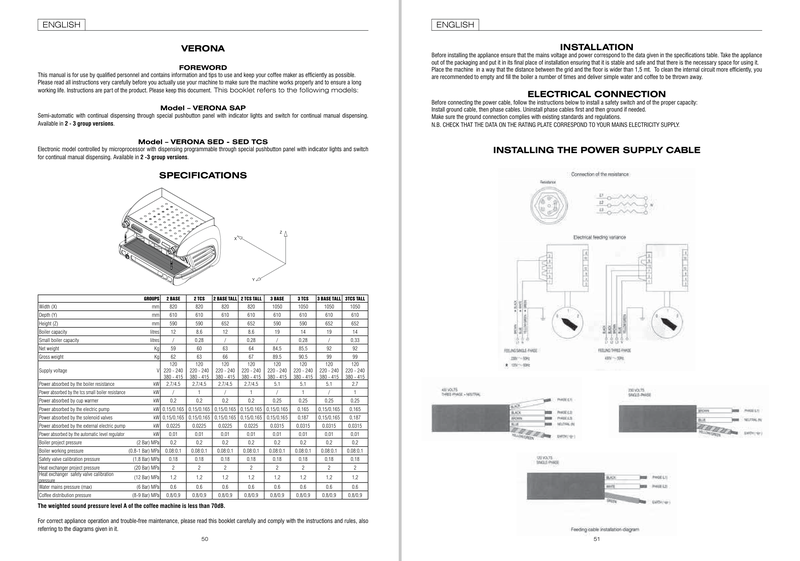 ENGLISH
VERONA
FOREWORD
This manual is for use by qualified personnel and contains information and tips to use and keep your coffee maker as efficiently as possible.
Please read all instructions very carefully before you actually use your machine to make sure the machine works properly and to ensure a long
working life. Instructions are part of the product. Please keep this document. This booklet refers to the following models:
Model – VERONA SAP
Semi-automatic with continual dispensing through special pushbutton panel with indicator lights and switch for continual manual dispensing.
Available in 2 - 3 group versions.
Model – VERONA SED - SED TCS
Electronic model controlled by microprocessor with dispensing programmable through special pushbutton panel with indicator lights and switch
for continual manual dispensing. Available in 2 -3 group versions.
SPECIFICATIONS
X
Z
Y
GROUPS 2 BASE 2 TCS 2 BASE TALL 2 TCS TALL 3 BASE 3 TCS 3 BASE TALL 3TCS TALL
Width (X) mm 820 820 820 820 1050 1050 1050 1050
Depth (Y) mm 610 610 610 610 610 610 610 610
Height (Z) mm 590 590 652 652 590 590 652 652
Boiler capacity litres 12 8.6 12 8.6 19 14 19 14
Small boiler capacity litres / 0.28 / 0.28 / 0.28 / 0.33
Net weight Kg 59 60 63 64 84.5 85.5 92 92
Gross weight Kg 62 63 66 67 89.5 90.5 99 99
120 120 120 120 120 120 120 120
Supply voltage V 220 - 240 220 - 240 220 - 240 220 - 240 220 - 240 220 - 240 220 - 240 220 - 240
380 - 415 380 - 415 380 - 415 380 - 415 380 - 415 380 - 415 380 - 415 380 - 415
Power absorbed by the boiler resistance kW 2.7/4.5 2.7/4.5 2.7/4.5 2.7/4.5 5.1 5.1 5.1 2.7
Power absorbed by the tcs small boiler resistance kW / 1 / 1 / 1 / 1
Power absorbed by cup warmer kW 0.2 0.2 0.2 0.2 0.25 0.25 0.25 0.25
Power absorbed by the electric pump kW 0.15/0.165 0.15/0.165 0.15/0.165 0.15/0.165 0.15/0.165 0.165 0.15/0.165 0.165
Power absorbed by the solenoid valves kW 0.15/0.165 0.15/0.165 0.15/0.165 0.15/0.165 0.15/0.165 0.187 0.15/0.165 0.187
Power absorbed by the external electric pump kW 0.0225 0.0225 0.0225 0.0225 0.0315 0.0315 0.0315 0.0315
Power absorbed by the automatic level regulator kW 0.01 0.01 0.01 0.01 0.01 0.01 0.01 0.01
Boiler project pressure (2 Bar) MPa 0.2 0.2 0.2 0.2 0.2 0.2 0.2 0.2
Boiler working pressure (0.8-1 Bar) MPa 0.08:0.1 0.08:0.1 0.08:0.1 0.08:0.1 0.08:0.1 0.08:0.1 0.08:0.1 0.08:0.1
Safety valve calibration pressure (1.8 Bar) MPa 0.18 0.18 0.18 0.18 0.18 0.18 0.18 0.18
Heat exchanger project pressure (20 Bar) MPa 2 2 2 2 2 2 2 2
Heat exchanger safety valve calibration
pressure (12 Bar) MPa 1.2 1.2 1.2 1.2 1.2 1.2 1.2 1.2
Water mains pressure (max) (6 Bar) MPa 0.6 0.6 0.6 0.6 0.6 0.6 0.6 0.6
Coffee distribution pressure (8-9 Bar) MPa 0.8/0.9 0.8/0.9 0.8/0.9 0.8/0.9 0.8/0.9 0.8/0.9 0.8/0.9 0.8/0.9
The weighted sound pressure level A of the coffee machine is less than 70dB.
For correct appliance operation and trouble-free maintenance, please read this booklet carefully and comply with the instructions and rules, also
referring to the diagrams given in it.
50
ENGLISH
INSTALLATION
Before installing the appliance ensure that the mains voltage and power correspond to the data given in the specifications table. Take the appliance
out of the packaging and put it in its final place of installation ensuring that it is stable and safe and that there is the necessary space for using it.
Place the machine in a way that the distance between the grid and the floor is wider than 1,5 mt. To clean the internal circuit more efficiently, you
are recommended to empty and fill the boiler a number of times and deliver simple water and coffee to be thrown away.
ELECTRICAL CONNECTION
Before connecting the power cable, follow the instructions below to install a safety switch and of the proper capacity:
Install ground cable, then phase cables. Uninstall phase cables first and then ground if needed.
Make sure the ground connection complies with existing standards and regulations.
N.B. CHECK THAT THE DATA ON THE RATING PLATE CORRESPOND TO YOUR MAINS ELECTRICITY SUPPLY.
INSTALLING THE POWER SUPPLY CABLE
Connection of the resistance
Resistance
Electrical feeding variance
THREE PHASE + NEUTRAL
BLACK
BLACK
BROWN
BLUE
YELLOW/GREEN
SINGLE PHASE
BROWN
BLUE
YELLOW/GREEN
SINGLE PHASE
BLACK
WHITE
GREEN
Feeding cable installation diagram
51